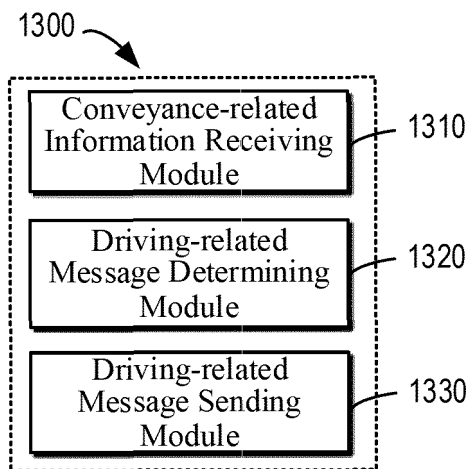 1300
Conveyance-related
Information Receiving
Module
1310
Driving-related
Message Determining
Module
1320
Driving-related
Message Sending
Module
1330